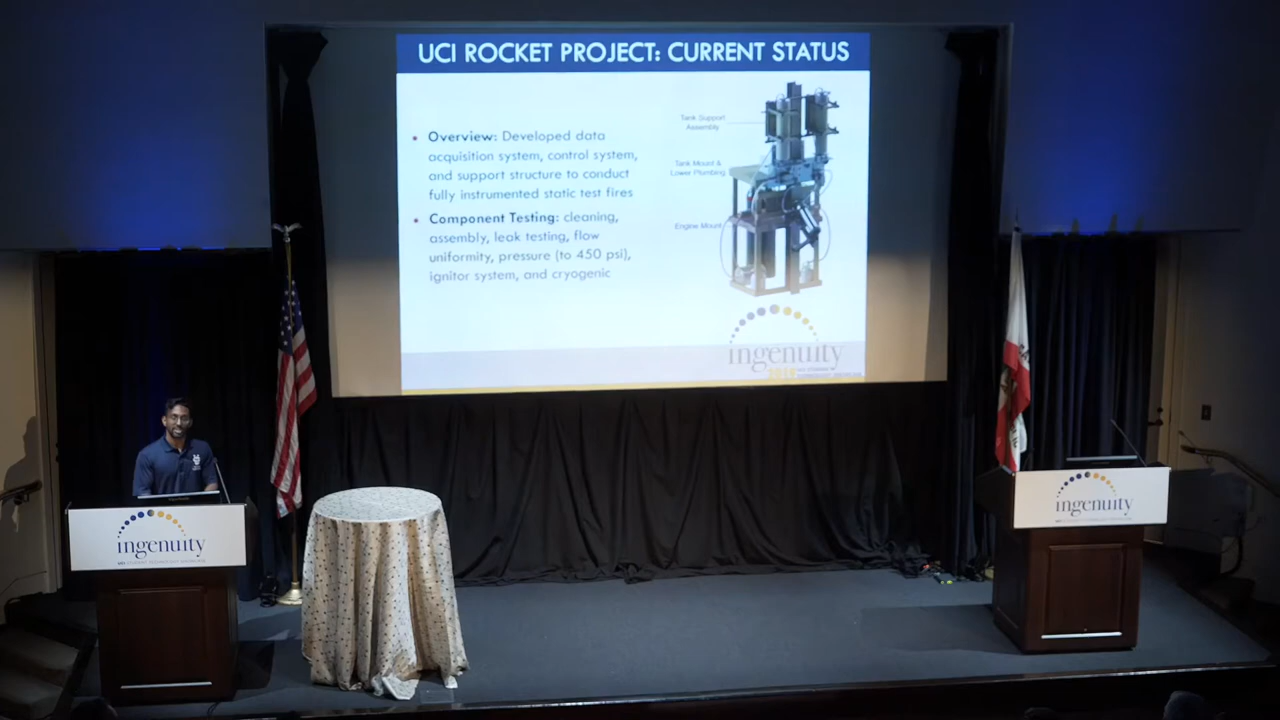 UCI ROCKET PROJECT: CURRENT STATUS
• Overview: Developed data
acquisition system, control system,
and support structure to conduct
fully instrumented static test fires
• Component Testing: cleaning,
assembly, leak testing, flow
uniformity, pressure (to 450 psi),
ignitor system, and cryogenic
Tank Support
Assembly
Tank Mount &
Lower Plumbing
Engine Mount
ingenuity
ingenuity
ingenuity